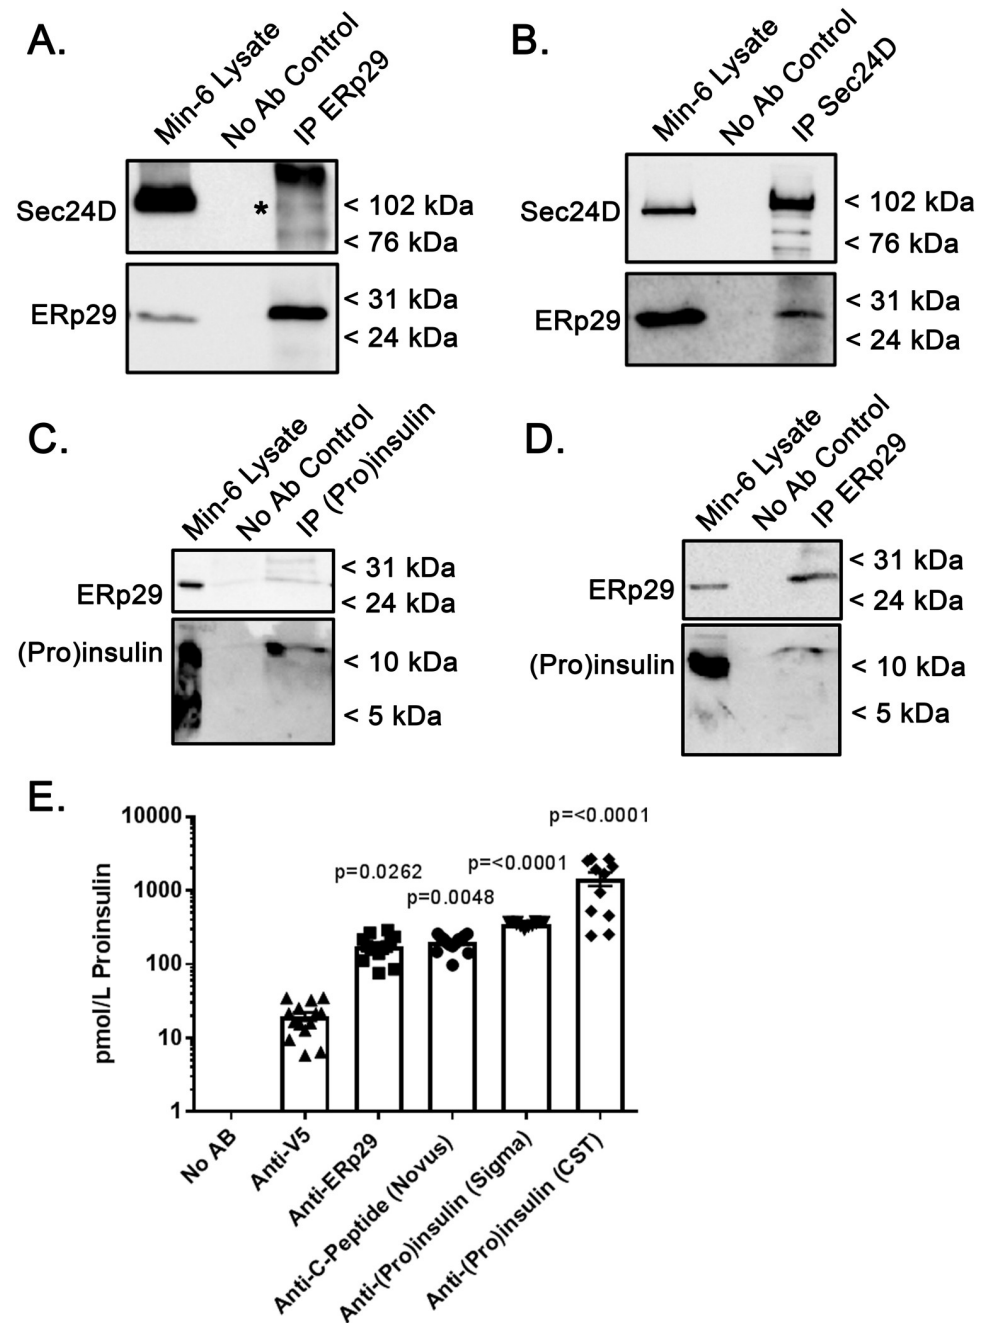 A.
Min-6 Lysate
No Ab Control
IP ERp29
Sec24D
*
< 102 kDa
< 76 kDa
ERp29
< 31 kDa
< 24 kDa
B.
Min-6 Lysate
No Ab Control
IP Sec24D
Sec24D
< 102 kDa
< 76 kDa
ERp29
< 31 kDa
< 24 kDa
C.
Min-6 Lysate
No Ab Control
IP (Pro)insulin
ERp29
< 31 kDa
< 24 kDa
(Pro)insulin
< 10 kDa
< 5 kDa
D.
Min-6 Lysate
No Ab Control
IP ERp29
ERp29
< 31 kDa
< 24 kDa
(Pro)insulin
< 10 kDa
< 5 kDa
E.
pmol/L Proinsulin
10000
1000
100
10
1
p=0.0262
p=0.0048
p=<0.0001
p=<0.0001
No AB
Anti-V5
Anti-ERp29
Anti-C-Peptide (Novus)
Anti-(Pro)insulin (Sigma)
Anti-(Pro)insulin (CST)